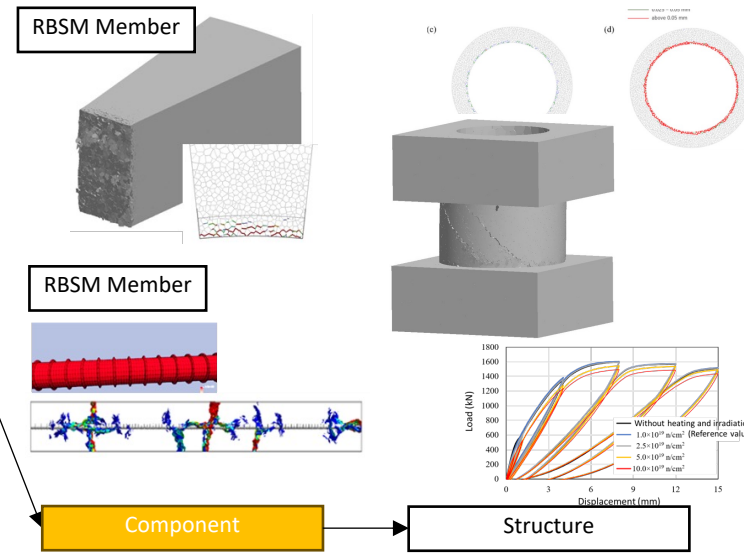 RBSM Member
above 0.05 mm
(c)
(d)
RBSM Member
1800
1600
1400
1200
1000
800
600
400
200
0
Load (kN)
Without heating and irradiatio
1.0×10¹⁹ n/cm² (Reference valu
2.5×10¹⁹ n/cm²
5.0×10¹⁹ n/cm²
10.0×10¹⁹ n/cm²
0 3 6 9 12 15
Displacement (mm)
Component
Structure